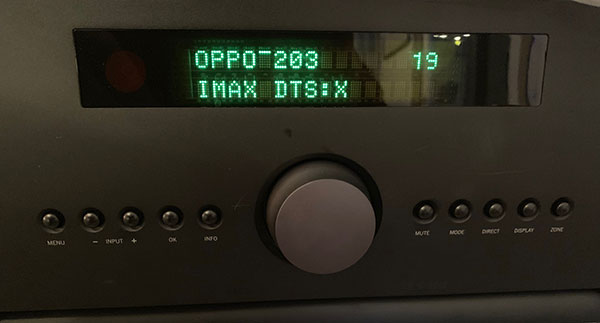 OPPO-203 19
IMAX DTS:X
MENU - INPUT + OK INFO MUTE MODE DIRECT DISPLAY ZONE